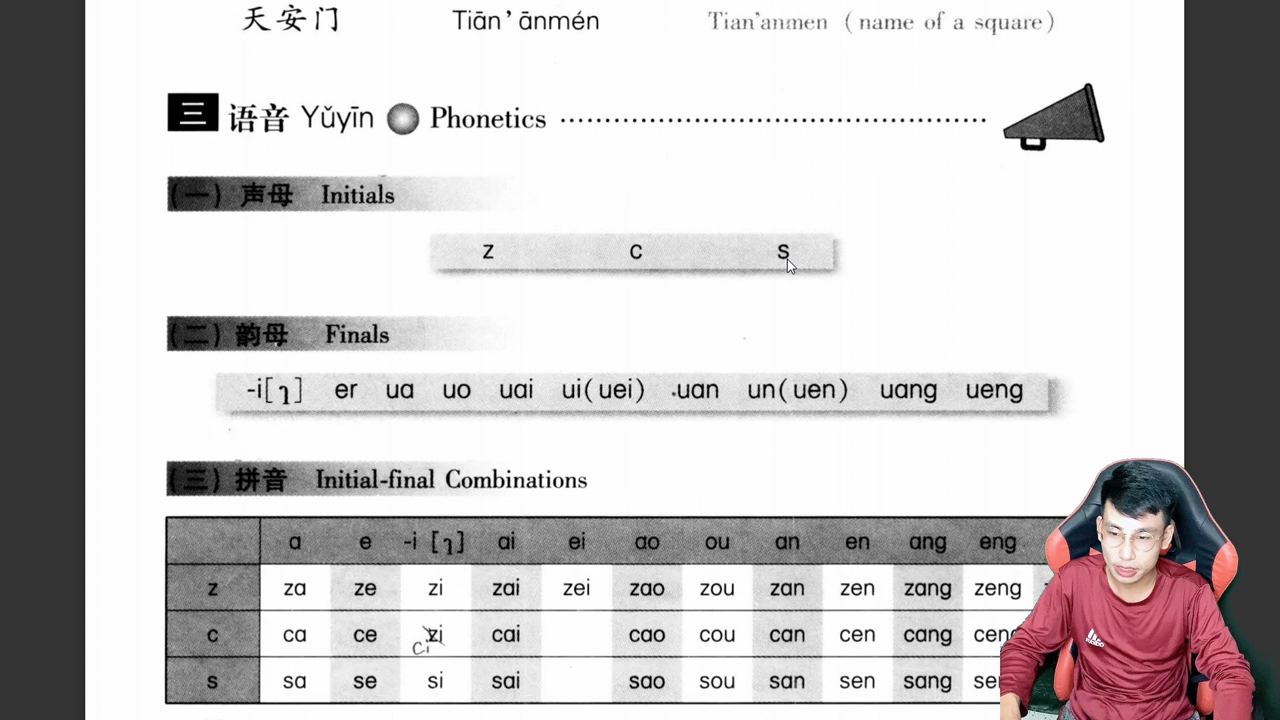 天安门 Tiān'ānmén Tian'anmen (name of a square)
三 语音 Yǔyīn Phonetics
(一) 声母 Initials
z c s
(二) 韵母 Finals
-i[ɿ] er ua uo uai ui(uei) uan un(uen) uang ueng
(三) 拼音 Initial-final Combinations
a e -i [ɿ] ai ei ao ou an en ang eng
z za ze zi zai zei zao zou zan zen zang zeng
c ca ce zi cai cao cou can cen cang
ci
s sa se si sai sao sou san sen sang
adidas